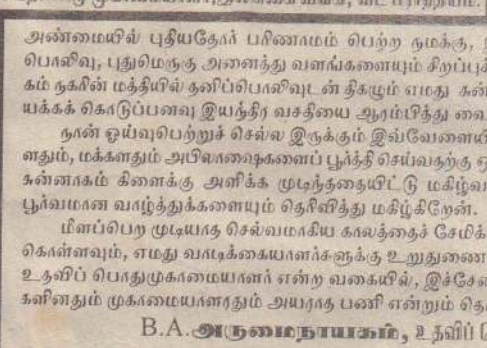 அண்மையில் புதியதோர் பரிணாமம் பெற்ற நமக்கு,
பொலிவு, புதுமெருகு அனைத்து வளங்களையும் சிறப்புக்
கம் நகரின் மத்தியில் தனிப்பொலிவுடன் திகழும் எமது சுன்
யக்கக் கொடுப்பனவு இயந்திர வசதியை ஆரம்பித்து வை
நான் ஓய்வுபெற்றுச் செல்ல இருக்கும் இவ்வேளையி
ளதும், மக்களதும் அபிலாஷைகளைப் பூர்த்தி செய்வதற்கு ஒ
சுன்னாகம் கிளைக்கு அளிக்க முடிந்ததையிட்டு மகிழ்வ
பூர்வமான வாழ்த்துக்களையும் தெரிவித்து மகிழ்கிறேன்.
மீளப்பெற முடியாத செல்வமாகிய காலத்தைச் சேமிக்
கொள்ளவும், எமது வாடிக்கையாளர்களுக்கு உறுதுணை
உதவிப் பொதுமுகாமையாளர் என்ற வகையில், இச்சேவை
களினதும் முகாமையாளரதும் அயராத பணி என்றும் தொ
B.A.அருமைநாயகம், உதவிப்